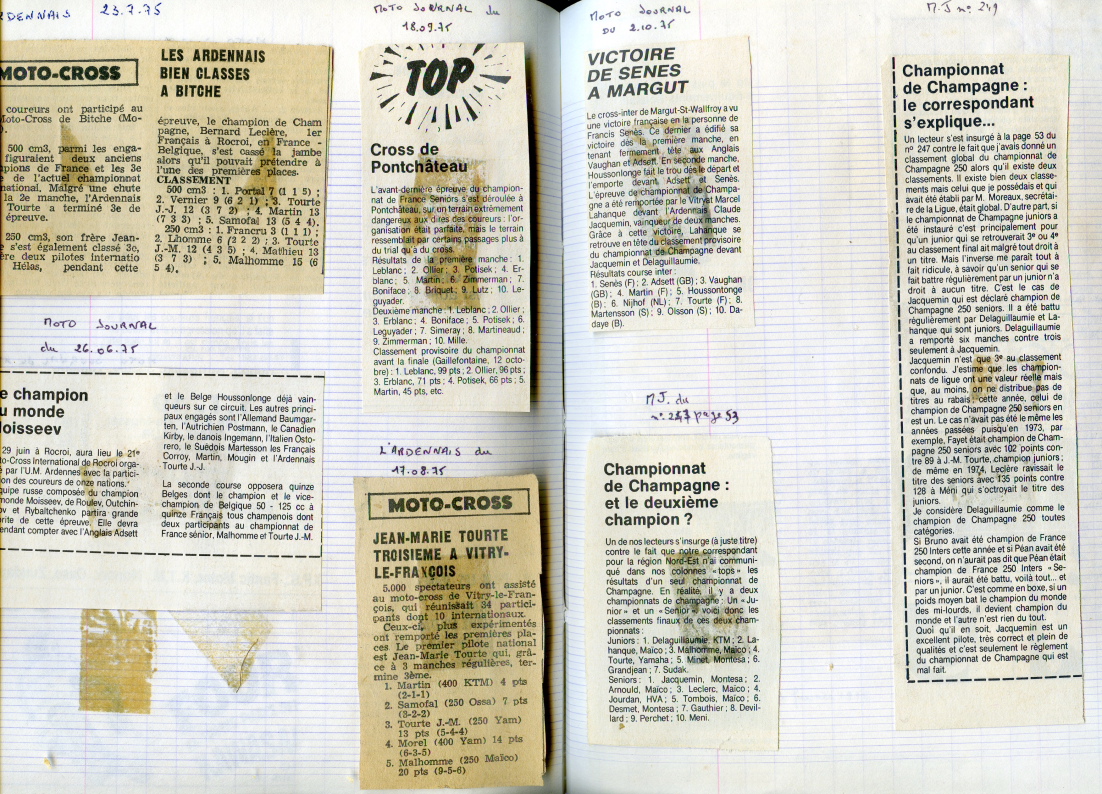 RDENNAIS 23.7.75
MOTO-CROSS
coureurs ont participé au
Moto-Cross de Bitche (Mo-
500 cm3, parmi les enga-
figuraient deux anciens
pions de France et les 3e
de l'actuel championnat
national. Malgré une chute
la 2e manche, l'Ardennais
Tourte a terminé 3e de
épreuve.
250 cm3, son frère Jean-
s'est également classé 3e,
ère deux pilotes internatio
Hélas, pendant cette
LES ARDENNAIS
BIEN CLASSES
A BITCHE
épreuve, le champion de Cham
pagne, Bernard Leclère, 1er
Français à Rocroi, en France -
Belgique, s'est cassé la jambe
alors qu'il pouvait prétendre à
l'une des premières places.
CLASSEMENT
500 cm3 : 1. Portal 7 (1 1 5) ;
2. Vernier 9 (6 2 1) ; 3. Tourte
J.-J. 12 (3 7 2) ; 4. Martin 13
(7 3 3) ; 5. Samofal 13 (5 4 4).
250 cm3 : 1. Francru 3 (1 1 1) ;
2. Lhomme 6 (2 2 2) ; 3. Tourte
J.-M. 12 (4 3 5) ; 4. Mathieu 13
(3 7 3) ; 5. Malhomme 15 (6
5 4).
MOTO JOURNAL
du 26.06.75
e champion
u monde
oisseev
29 juin à Rocroi, aura lieu le 21e
to-Cross International de Rocroi orga-
é par l'U.M. Ardennes avec la partici-
on des coureurs de onze nations.
quipe russe composée du champion
monde Moisseev, de Roulev, Outchin-
ov et Rybaltchenko partira grande
orite de cette épreuve. Elle devra
endant compter avec l'Anglais Adsett
et le Belge Houssonlonge déjà vain-
queurs sur ce circuit. Les autres princi-
paux engagés sont l'Allemand Baumgar-
ten, l'Autrichien Postmann, le Canadien
Kirby, le danois Ingemann, l'Italien Osto-
rero, le Suédois Martesson les Français
Corroy, Martin, Mougin et l'Ardennais
Tourte J.-J.
La seconde course opposera quinze
Belges dont le champion et le vice-
champion de Belgique 50 - 125 cc à
quinze Français tous champenois dont
deux participants au championnat de
France sénior, Malhomme et Tourte J.-M.
MOTO JOURNAL du
18.09.75
TOP
Cross de
Pontchâteau
L'avant-dernière épreuve du champion-
nat de France Seniors s'est déroulée à
Pontchâteau, sur un terrain extrêmement
dangereux aux dires des coureurs : l'or-
ganisation était parfaite, mais le terrain
ressemblait par certains passages plus à
du trial qu'à du cross.
Résultats de la première manche : 1.
Leblanc ; 2. Ollier ; 3. Potisek ; 4. Er-
blanc ; 5. Martin ; 6. Zimmerman ; 7.
Boniface ; 8. Briquet ; 9. Lutz ; 10. Le-
guyader.
Deuxième manche : 1. Leblanc ; 2. Ollier ;
3. Erblanc ; 4. Boniface ; 5. Potisek ; 6.
Leguyader ; 7. Simeray ; 8. Martineaud ;
9. Zimmerman ; 10. Mille.
Classement provisoire du championnat
avant la finale (Gaillefontaine, 12 octo-
bre) : 1. Leblanc, 99 pts ; 2. Ollier, 96 pts ;
3. Erblanc, 71 pts ; 4. Potisek, 66 pts ; 5.
Martin, 45 pts, etc.
L'ARDENNAIS du
17.08.75
MOTO-CROSS
JEAN-MARIE TOURTE
TROISIEME A VITRY-
LE-FRANÇOIS
5.000 spectateurs ont assisté
au moto-cross de Vitry-le-Fran-
çois, qui réunissait 34 partici-
pants dont 10 internationaux.
Ceux-ci, plus expérimentés
ont remporté les premières pla-
ces. Le premier pilote national
est Jean-Marie Tourte qui, grâ-
ce à 3 manches régulières, ter-
mine 3ème.
1. Martin (400 KTM) 4 pts
(2-1-1)
2. Samofal (250 Ossa) 7 pts
(3-2-2)
3. Tourte J.-M. (250 Yam)
13 pts (5-4-4)
4. Morel (400 Yam) 14 pts
(6-3-5)
5. Malhomme (250 Maïco)
20 pts (9-5-6)
MOTO JOURNAL
DU 2.10.75
VICTOIRE
DE SENES
A MARGUT
Le cross-inter de Margut-St-Wallfroy a vu
une victoire française en la personne de
Francis Senès. Ce dernier a édifié sa
victoire dès la première manche, en
tenant fermement tête aux Anglais
Vaughan et Adsett. En seconde manche,
Houssonlonge fait le trou dès le départ et
l'emporte devant Adsett et Senès.
L'épreuve de championnat de Champa-
gne a été remportée par le Vitryat Marcel
Lahanque devant l'Ardennais Claude
Jacquemin, vainqueur de deux manches.
Grâce à cette victoire, Lahanque se
retrouve en tête du classement provisoire
du championnat de Champagne devant
Jacquemin et Delaguillaumie.
Résultats course inter :
1. Senès (F) ; 2. Adsett (GB) ; 3. Vaughan
(GB) ; 4. Martin (F) ; 5. Houssontonge
(B) ; 6. Nijhof (NL) ; 7. Tourte (F) ; 8.
Martensson (S) ; 9. Olsson (S) ; 10. Da-
daye (B).
M.J. du
n° 247 page 53
Championnat
de Champagne :
et le deuxième
champion ?
Un de nos lecteurs s'insurge (à juste titre)
contre le fait que notre correspondant
pour la région Nord-Est n'ai communi-
qué dans nos colonnes « tops » les
résultats d'un seul championnat de
Champagne. En réalité, il y a deux
championnats de champagne : Un « Ju-
nior » et un « Senior » voici donc les
classements finaux de ces deux cham-
pionnats :
Juniors : 1. Delaguillaumie, KTM ; 2. La-
hanque, Maïco ; 3. Malhomme, Maïco ; 4.
Tourte, Yamaha ; 5. Minet, Montesa ; 6.
Grandjean ; 7. Sudak.
Seniors : 1. Jacquemin, Montesa ; 2.
Arnould, Maïco ; 3. Leclerc, Maïco ; 4.
Jourdan, HVA ; 5. Tombois, Maïco ; 6.
Desmet, Montesa ; 7. Gauthier ; 8. Devil-
lard ; 9. Perchet ; 10. Meni.
M.J n° 249
Championnat
de Champagne :
le correspondant
s'explique...
Un lecteur s'est insurgé à la page 53 du
n° 247 contre le fait que j'avais donné un
classement global du championnat de
Champagne 250 alors qu'il existe deux
classements. Il existe bien deux classe-
ments mais celui que je possédais et qui
avait été établi par M. Moreaux, secrétai-
re de la Ligue, était global. D'autre part, si
le championnat de Champagne juniors a
été instauré c'est principalement pour
qu'un junior qui se retrouverait 3e ou 4e
au classement final ait malgré tout droit à
un titre. Mais l'inverse me paraît tout à
fait ridicule, à savoir qu'un senior qui se
fait battre régulièrement par un junior n'a
droit à aucun titre. C'est le cas de
Jacquemin qui est déclaré champion de
Champagne 250 seniors. Il a été battu
régulièrement par Delaguillaumie et La-
hanque qui sont juniors. Delaguillaumie
a remporté six manches contre trois
seulement à Jacquemin.
Jacquemin n'est que 3e au classement
confondu. J'estime que les champion-
nats de ligue ont une valeur réelle mais
que, au moins, on ne distribue pas de
titres au rabais ; cette année, celui de
champion de Champagne 250 seniors en
est un. Le cas n'avait pas été le même les
années passées puisqu'en 1973, par
exemple, Fayet était champion de Cham-
pagne 250 seniors avec 102 points con-
tre 89 à J.-M. Tourte, champion juniors ;
de même en 1974, Leclère ravissait le
titre des seniors avec 135 points contre
128 à Méni qui s'octroyait le titre des
juniors.
Je considère Delaguillaumie comme le
champion de Champagne 250 toutes
catégories.
Si Bruno avait été champion de France
250 Inters cette année et si Péan avait été
second, on n'aurait pas dit que Péan était
champion de France 250 Inters « Se-
niors », il aurait été battu, voilà tout... et
par un junior. C'est comme en boxe, si un
poids moyen bat le champion du monde
des mi-lourds, il devient champion du
monde et l'autre n'est rien du tout.
Quoi qu'il en soit, Jacquemin est un
excellent pilote, très correct et plein de
qualités et c'est seulement le règlement
du championnat de Champagne qui est
mal fait.